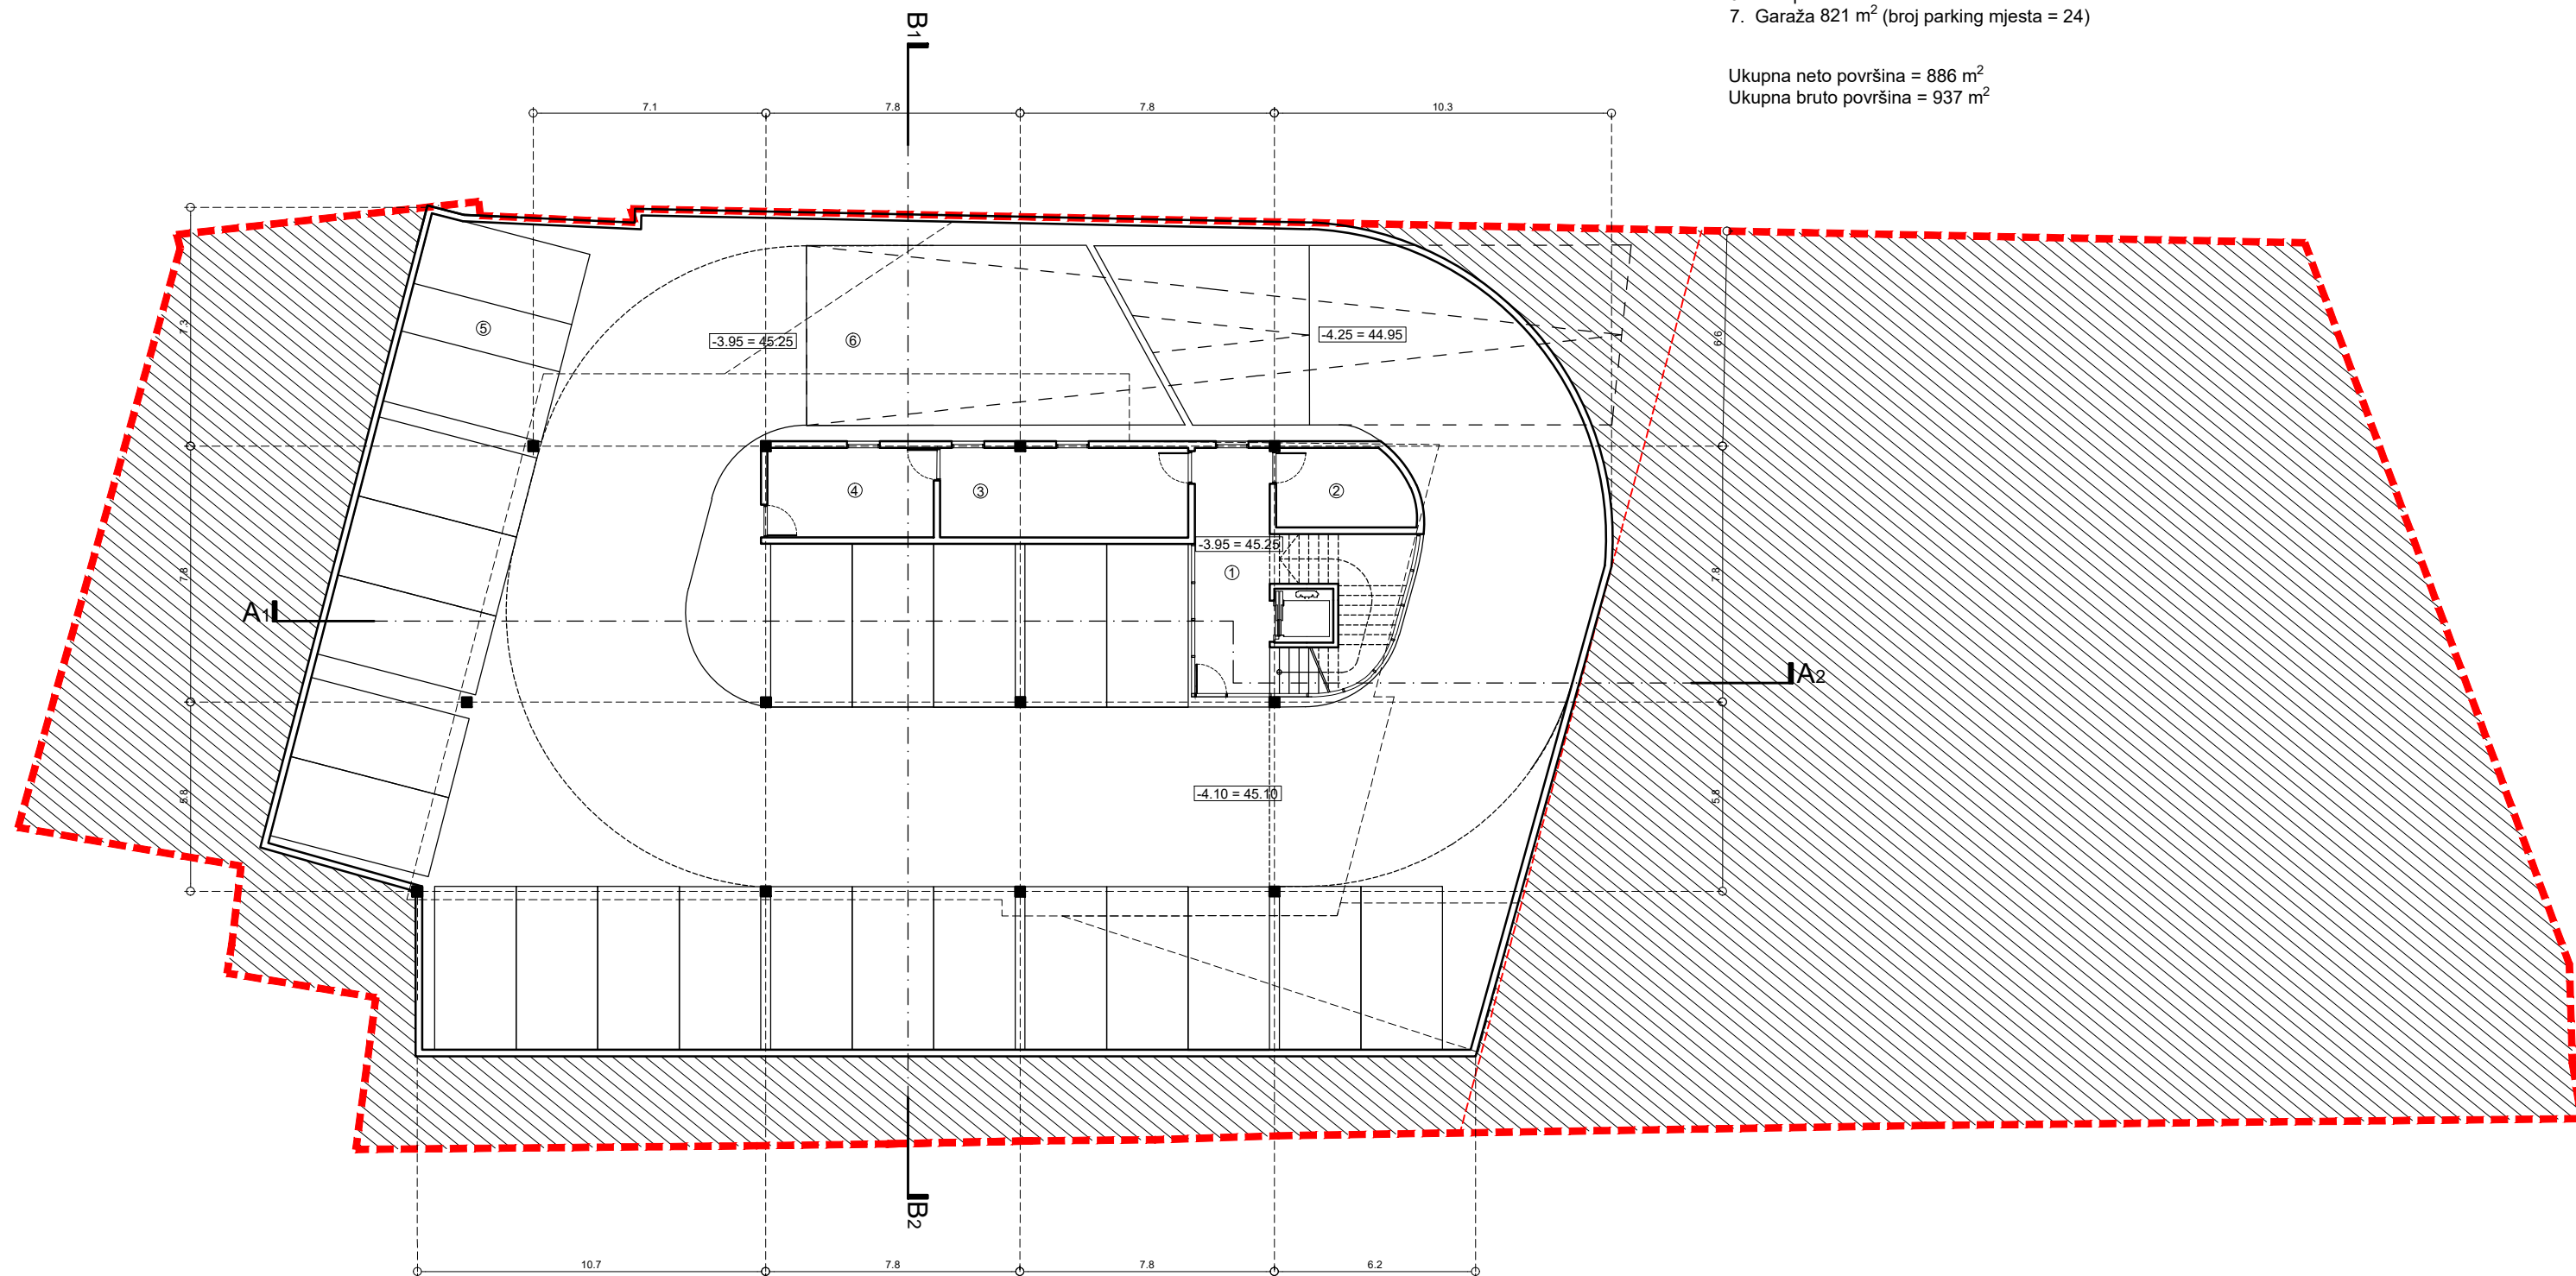 7. Garaža 821 m² (broj parking mjesta = 24)
Ukupna neto površina = 886 m²
Ukupna bruto površina = 937 m²
B1
7.1
7.8
7.8
10.3
7.3
⑤
-3.95 = 45.25
⑥
-4.25 = 44.95
6.6
④
③
②
-3.95 = 45.25
①
7.8
7.8
A1
A2
5.8
-4.10 = 45.10
5.8
B2
10.7
7.8
7.8
6.2